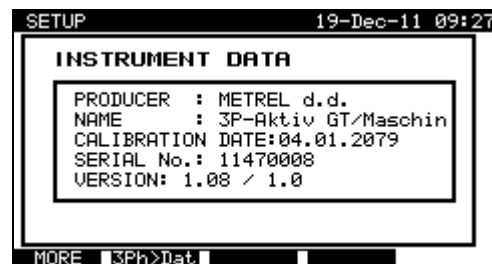 SETUP 19-Dec-11 09:27
INSTRUMENT DATA
PRODUCER : METREL d.d.
NAME : 3P-Aktiv GT/Maschin
CALIBRATION DATE:04.01.2079
SERIAL No.: 11470008
VERSION: 1.08 / 1.0
MORE 3Ph>Dat